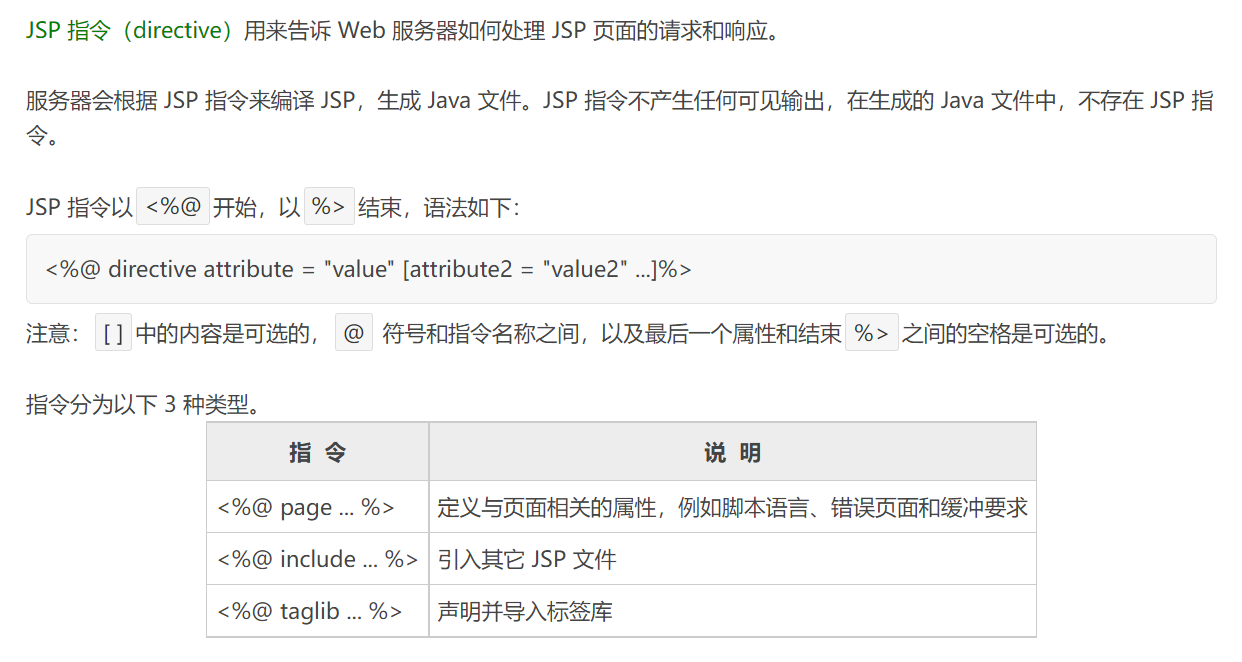 JSP 指令（directive）用来告诉 Web 服务器如何处理 JSP 页面的请求和响应。
服务器会根据 JSP 指令来编译 JSP，生成 Java 文件。JSP 指令不产生任何可见输出，在生成的 Java 文件中，不存在 JSP 指
令。
JSP 指令以 <%@ 开始，以 %> 结束，语法如下：
<%@ directive attribute = "value" [attribute2 = "value2" ...]%>
注意： [ ] 中的内容是可选的， @ 符号和指令名称之间，以及最后一个属性和结束 %> 之间的空格是可选的。
指令分为以下 3 种类型。
指 令 说 明
<%@ page ... %> 定义与页面相关的属性，例如脚本语言、错误页面和缓冲要求
<%@ include ... %> 引入其它 JSP 文件
<%@ taglib ... %> 声明并导入标签库